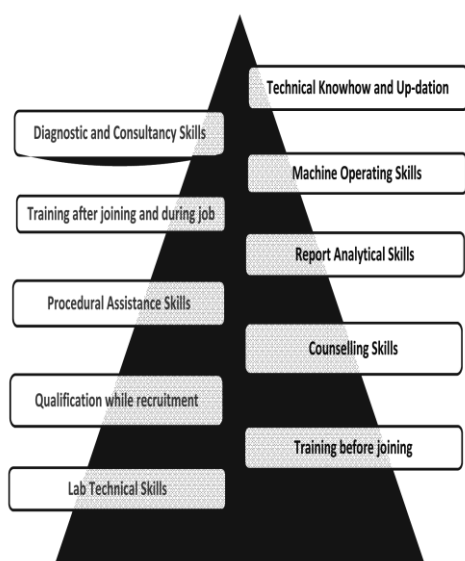 Technical Knowhow and Up-dation
Diagnostic and Consultancy Skills
Machine Operating Skills
Training after joining and during job
Report Analytical Skills
Procedural Assistance Skills
Counselling Skills
Qualification while recruitment
Training before joining
Lab Technical Skills